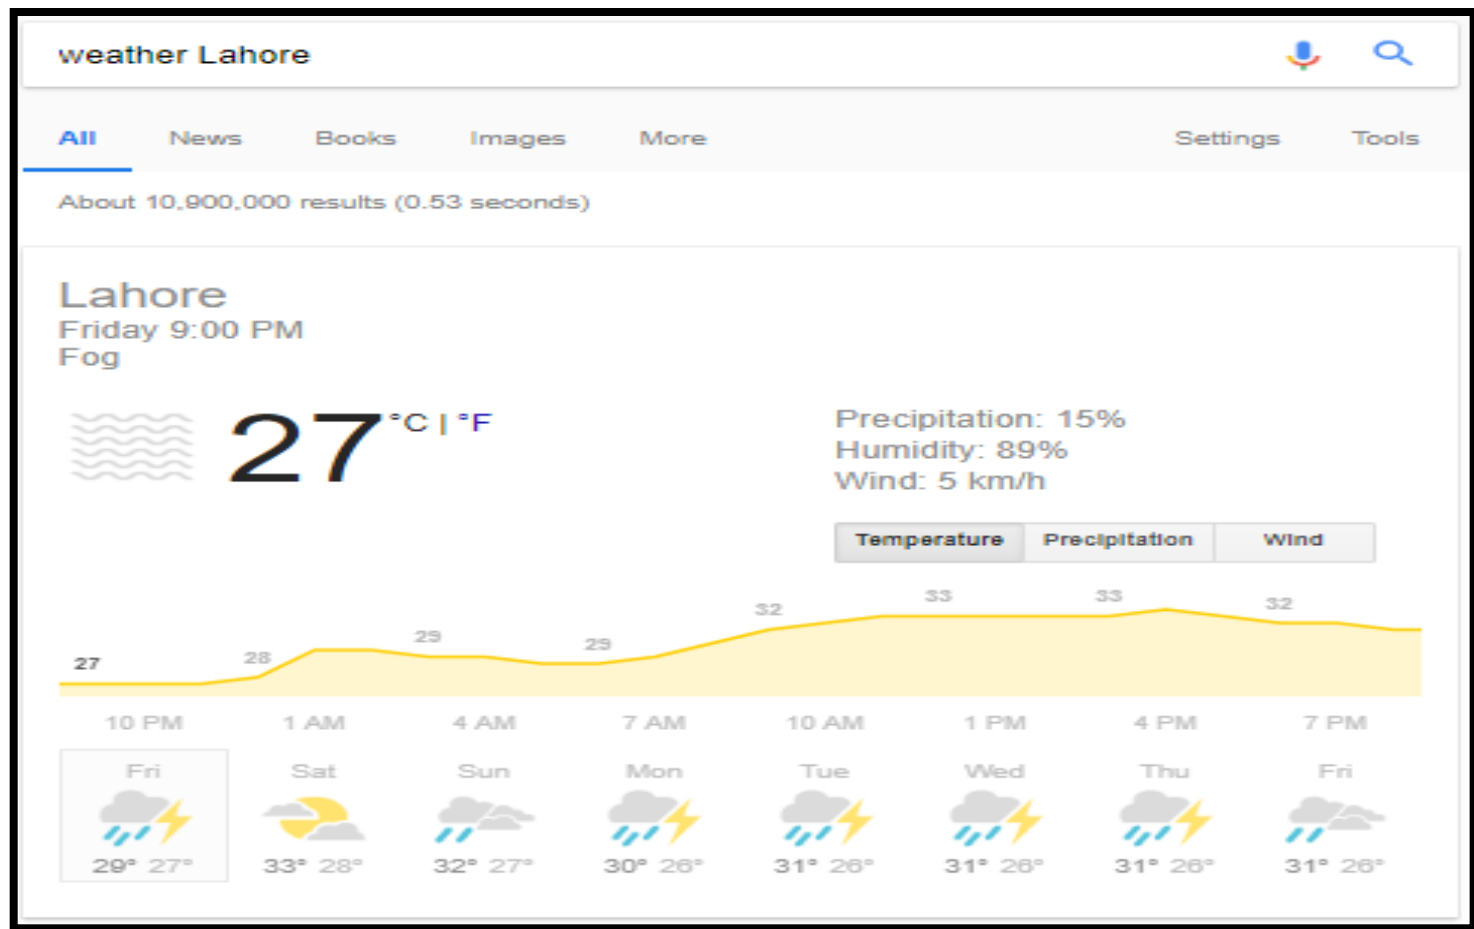 weather Lahore
All News Books Images More Settings Tools
About 10,900,000 results (0.53 seconds)
Lahore
Friday 9:00 PM
Fog
27 °C | °F
Precipitation: 15%
Humidity: 89%
Wind: 5 km/h
Temperature Precipitation Wind
27 28 29 29 32 33 33 32
10 PM 1 AM 4 AM 7 AM 10 AM 1 PM 4 PM 7 PM
Fri Sat Sun Mon Tue Wed Thu Fri
29° 27° 33° 28° 32° 27° 30° 26° 31° 26° 31° 26° 31° 26° 31° 26°